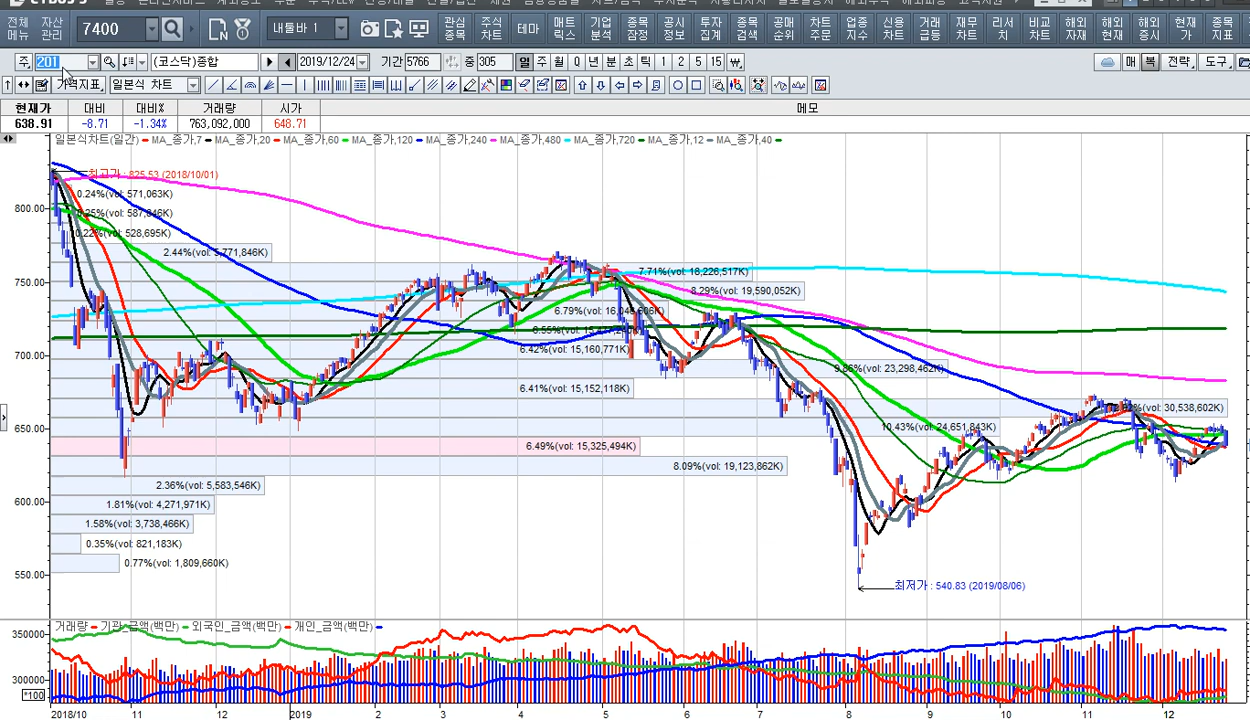 CYBOS 5
전체 메뉴 자산 관리 7400 내툴바 1 관심 종목 주식 차트 테마 매트 릭스 기업 분석 종목 잠정 공시 정보 투자 집계 종목 검색 공매 순위 차트 주문 업종 지수 신용 차트 거래 급등 재무 차트 리서 치 비교 차트 해외 자재 해외 현재 해외 증시 현재 가 종목 지표
주 201 (코스닥)종합 2019/12/24 기간 5766 중 305 일 주 월 Q 년 분 초 틱 1 2 5 15 ₩ 매 복 전략 도구
가격지표 일본식 차트
현재가 대비 대비% 거래량 시가 메모
638.91 -8.71 -1.34% 763,092,000 648.71
일본식차트(일간) MA_종가,7 MA_종가,20 MA_종가,60 MA_종가,120 MA_종가,240 MA_종가,480 MA_종가,720 MA_종가,12 MA_종가,40
최고가 : 825.53 (2018/10/01)
0.24%(vol: 571,063K)
800.00
0.25%(vol: 587,846K)
0.22%(vol: 528,695K)
2.44%(vol: 5,771,846K)
7.71%(vol: 18,226,517K)
750.00
8.29%(vol: 19,590,052K)
6.79%(vol: 16,046,606K)
6.42%(vol: 15,160,771K)
700.00
9.86%(vol: 23,298,462K)
6.41%(vol: 15,152,118K)
30,538,602K)
650.00
10.43%(vol: 24,651,843K)
6.49%(vol: 15,325,494K)
8.09%(vol: 19,123,862K)
2.36%(vol: 5,583,546K)
600.00
1.81%(vol: 4,271,971K)
1.58%(vol: 3,738,466K)
0.35%(vol: 821,183K)
0.77%(vol: 1,809,660K)
550.00
최저가 : 540.83 (2019/08/06)
거래량 기관_금액(백만) 외국인_금액(백만) 개인_금액(백만)
350000
300000
*100
2018/10 11 12 2019 2 3 4 5 6 7 8 9 10 11 12